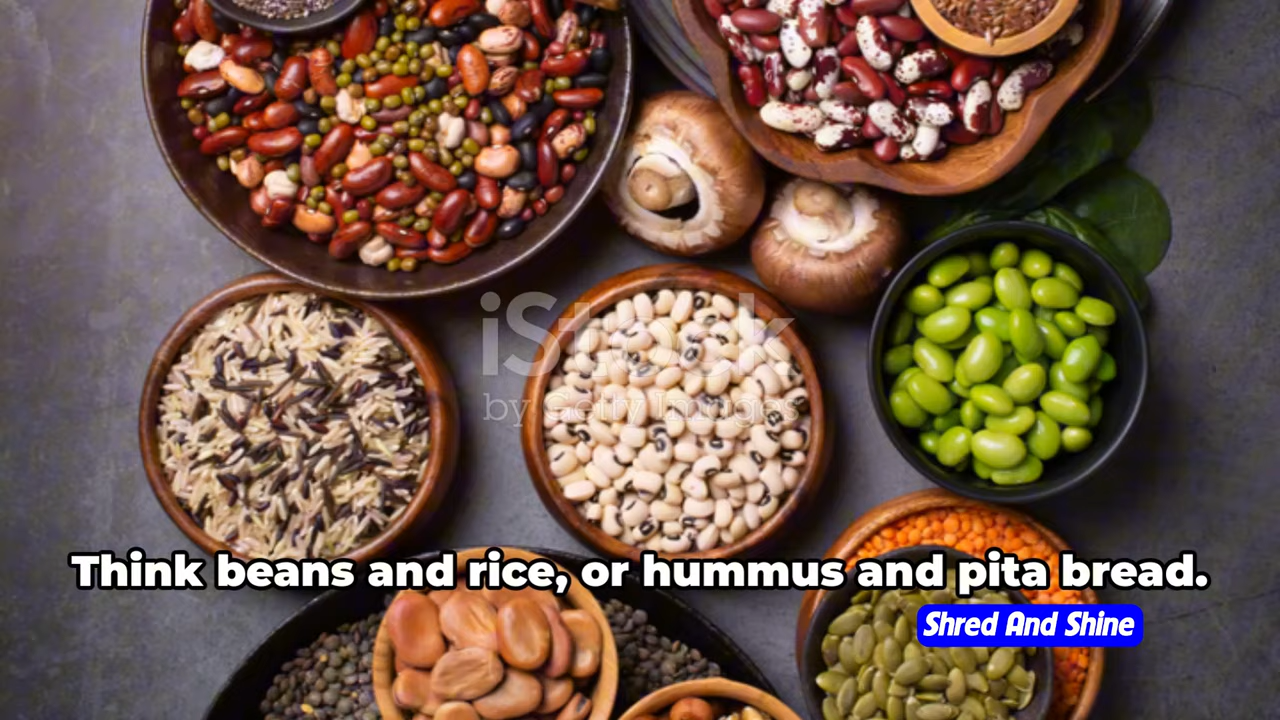 iStock
by Getty Images
Think beans and rice, or hummus and pita bread.
Shred And Shine